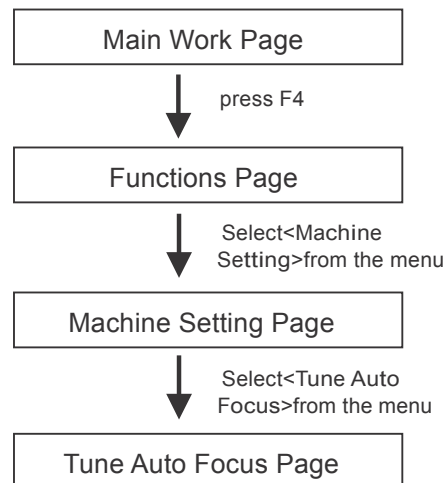 Main Work Page
press F4
Functions Page
Select<Machine
Setting>from the menu
Machine Setting Page
Select<Tune Auto
Focus>from the menu
Tune Auto Focus Page